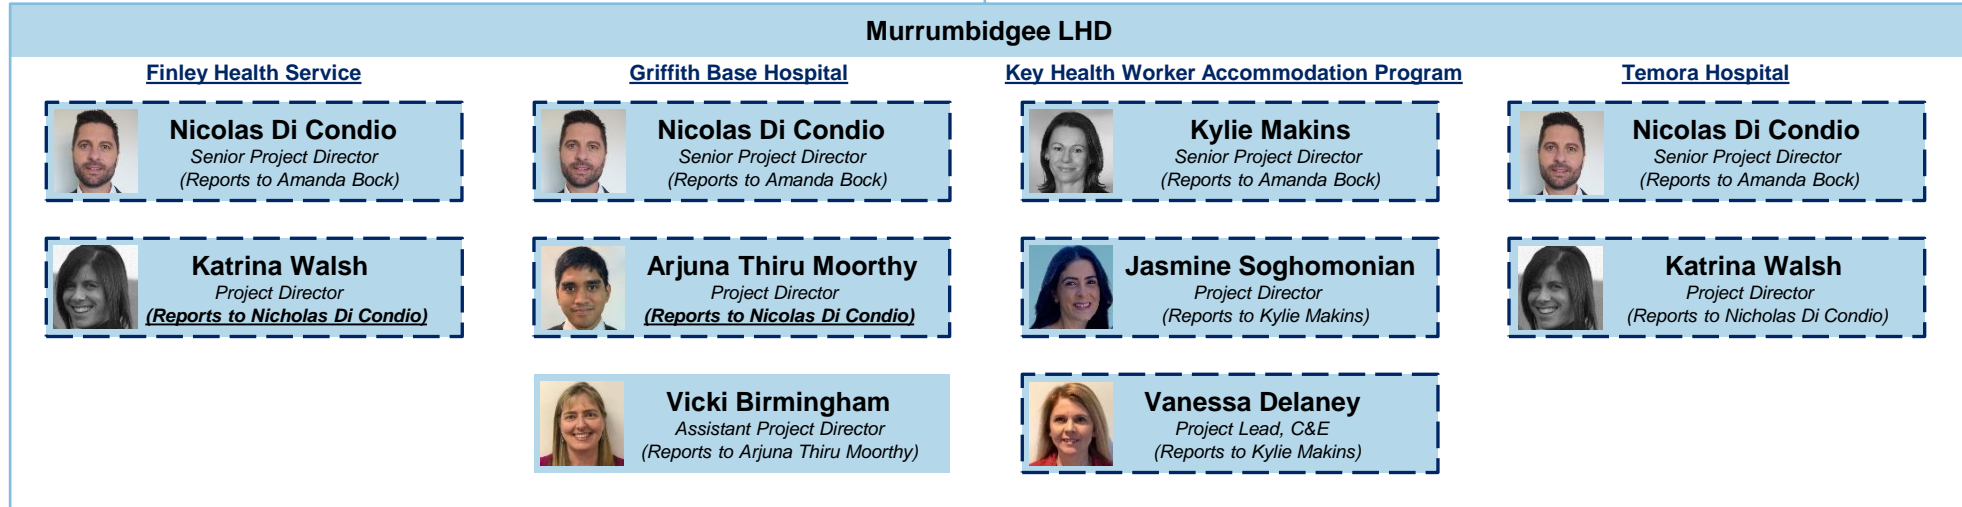 Murrumbidgee LHD
Finley Health Service
Nicolas Di Condio
Senior Project Director
(Reports to Amanda Bock)
Katrina Walsh
Project Director
(Reports to Nicholas Di Condio)
Griffith Base Hospital
Nicolas Di Condio
Senior Project Director
(Reports to Amanda Bock)
Arjuna Thiru Moorthy
Project Director
(Reports to Nicolas Di Condio)
Vicki Birmingham
Assistant Project Director
(Reports to Arjuna Thiru Moorthy)
Key Health Worker Accommodation Program
Kylie Makins
Senior Project Director
(Reports to Amanda Bock)
Jasmine Soghomonian
Project Director
(Reports to Kylie Makins)
Vanessa Delaney
Project Lead, C&E
(Reports to Kylie Makins)
Temora Hospital
Nicolas Di Condio
Senior Project Director
(Reports to Amanda Bock)
Katrina Walsh
Project Director
(Reports to Nicholas Di Condio)